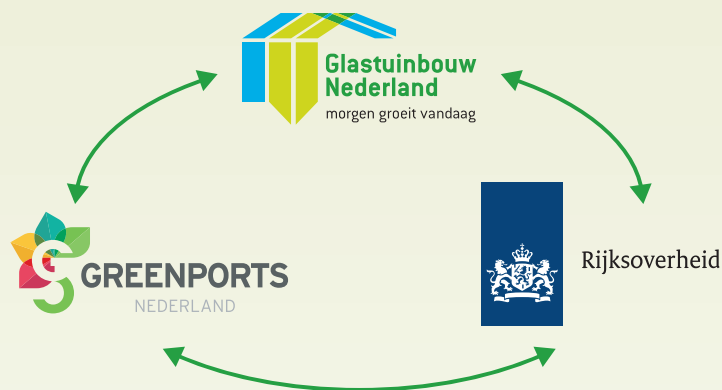 Glastuinbouw
Nederland
morgen groeit vandaag
GREENPORTS
NEDERLAND
Rijksoverheid